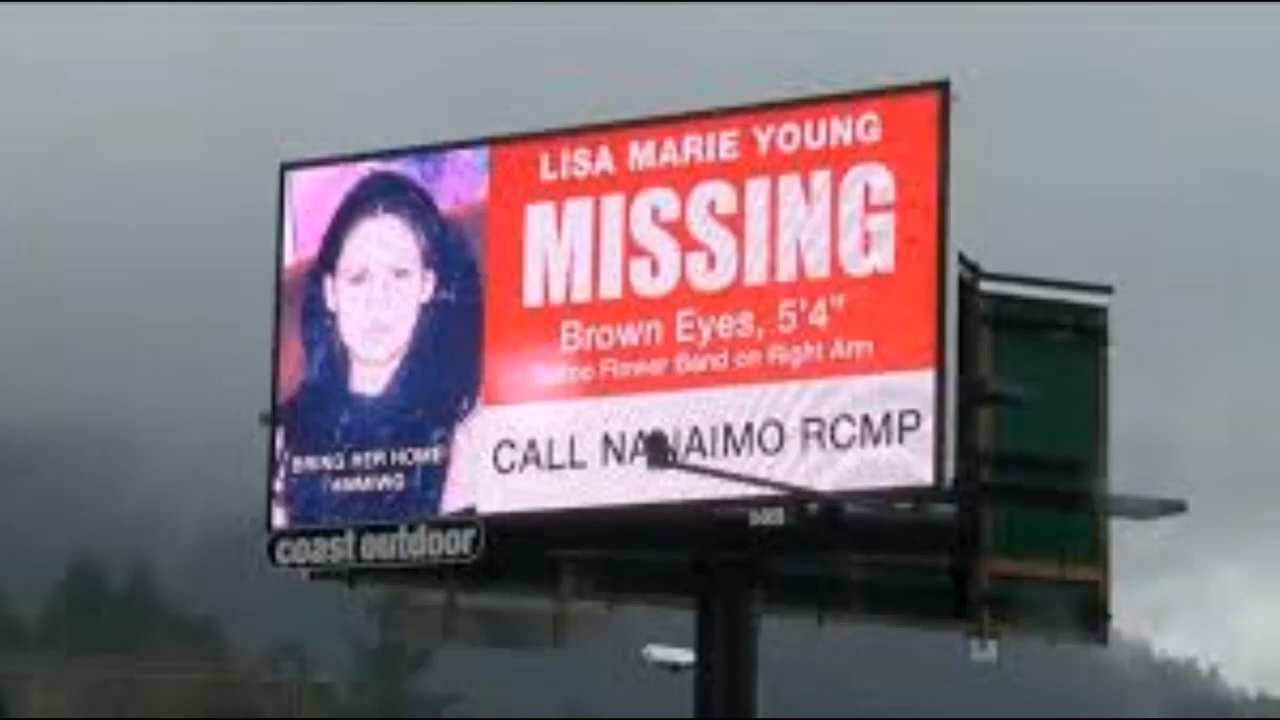 LISA MARIE YOUNG
MISSING
Brown Eyes, 5'4"
Flower Band on Right Arm
CALL NANAIMO RCMP
BRING HER HOME
#MMIWG
coast outdoor